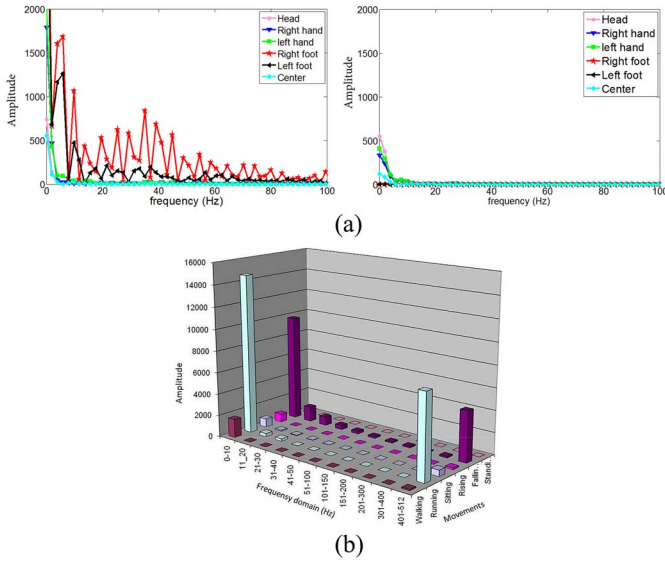 2000
1500
1000
500
0
Amplitude
0 20 40 60 80 100
frequency (Hz)
Head
Right hand
left hand
Right foot
Left foot
Center
2000
1500
1000
500
0
Amplitude
0 20 40 60 80 100
frequency (Hz)
Head
Right hand
left hand
Right foot
Left foot
Center
(a)
16000
14000
12000
10000
8000
6000
4000
2000
0
Amplitude
0-10
11_20
21-30
31-40
41-50
51-100
101-150
151-200
201-300
301-400
401-512
Frequensy domain (Hz)
Walking
Running
Sitting
Rising
Fallin..
Standi.
Movements
(b)